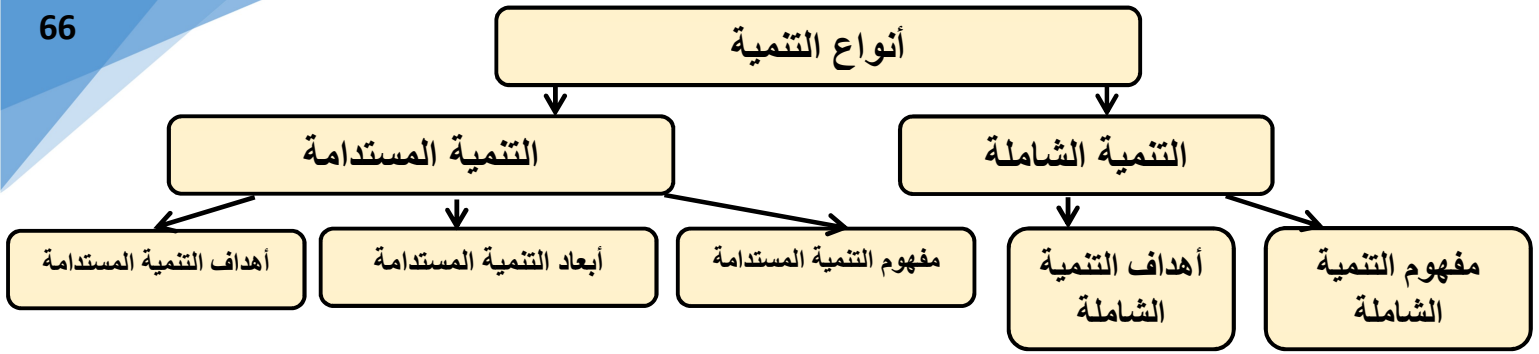 66
أنواع التنمية
التنمية الشاملة
التنمية المستدامة
مفهوم التنمية
الشاملة
أهداف التنمية
الشاملة
مفهوم التنمية المستدامة
أبعاد التنمية المستدامة
أهداف التنمية المستدامة